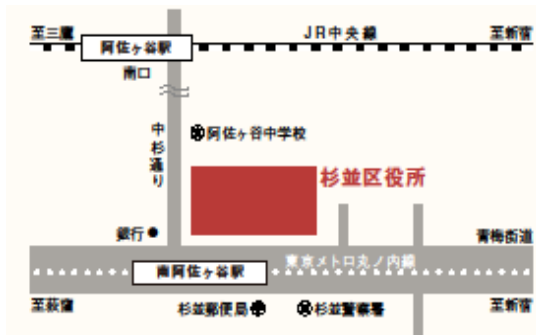 至三鷹
JR中央線
至新宿
阿佐ヶ谷駅
南口
中杉通り
阿佐ヶ谷中学校
杉並区役所
銀行
青梅街道
東京メトロ丸ノ内線
南阿佐ヶ谷駅
至荻窪
杉並郵便局
杉並警察署
至新宿